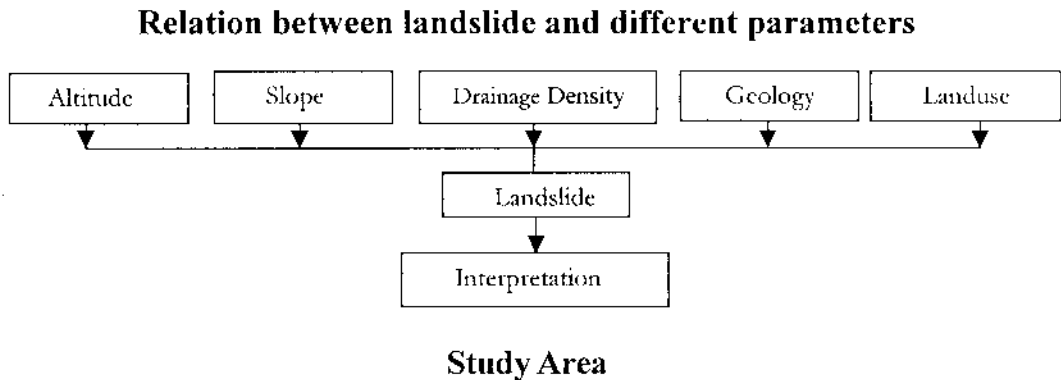 Relation between landslide and different parameters
Altitude
Slope
Drainage Density
Geology
Landuse
Landslide
Interpretation
Study Area